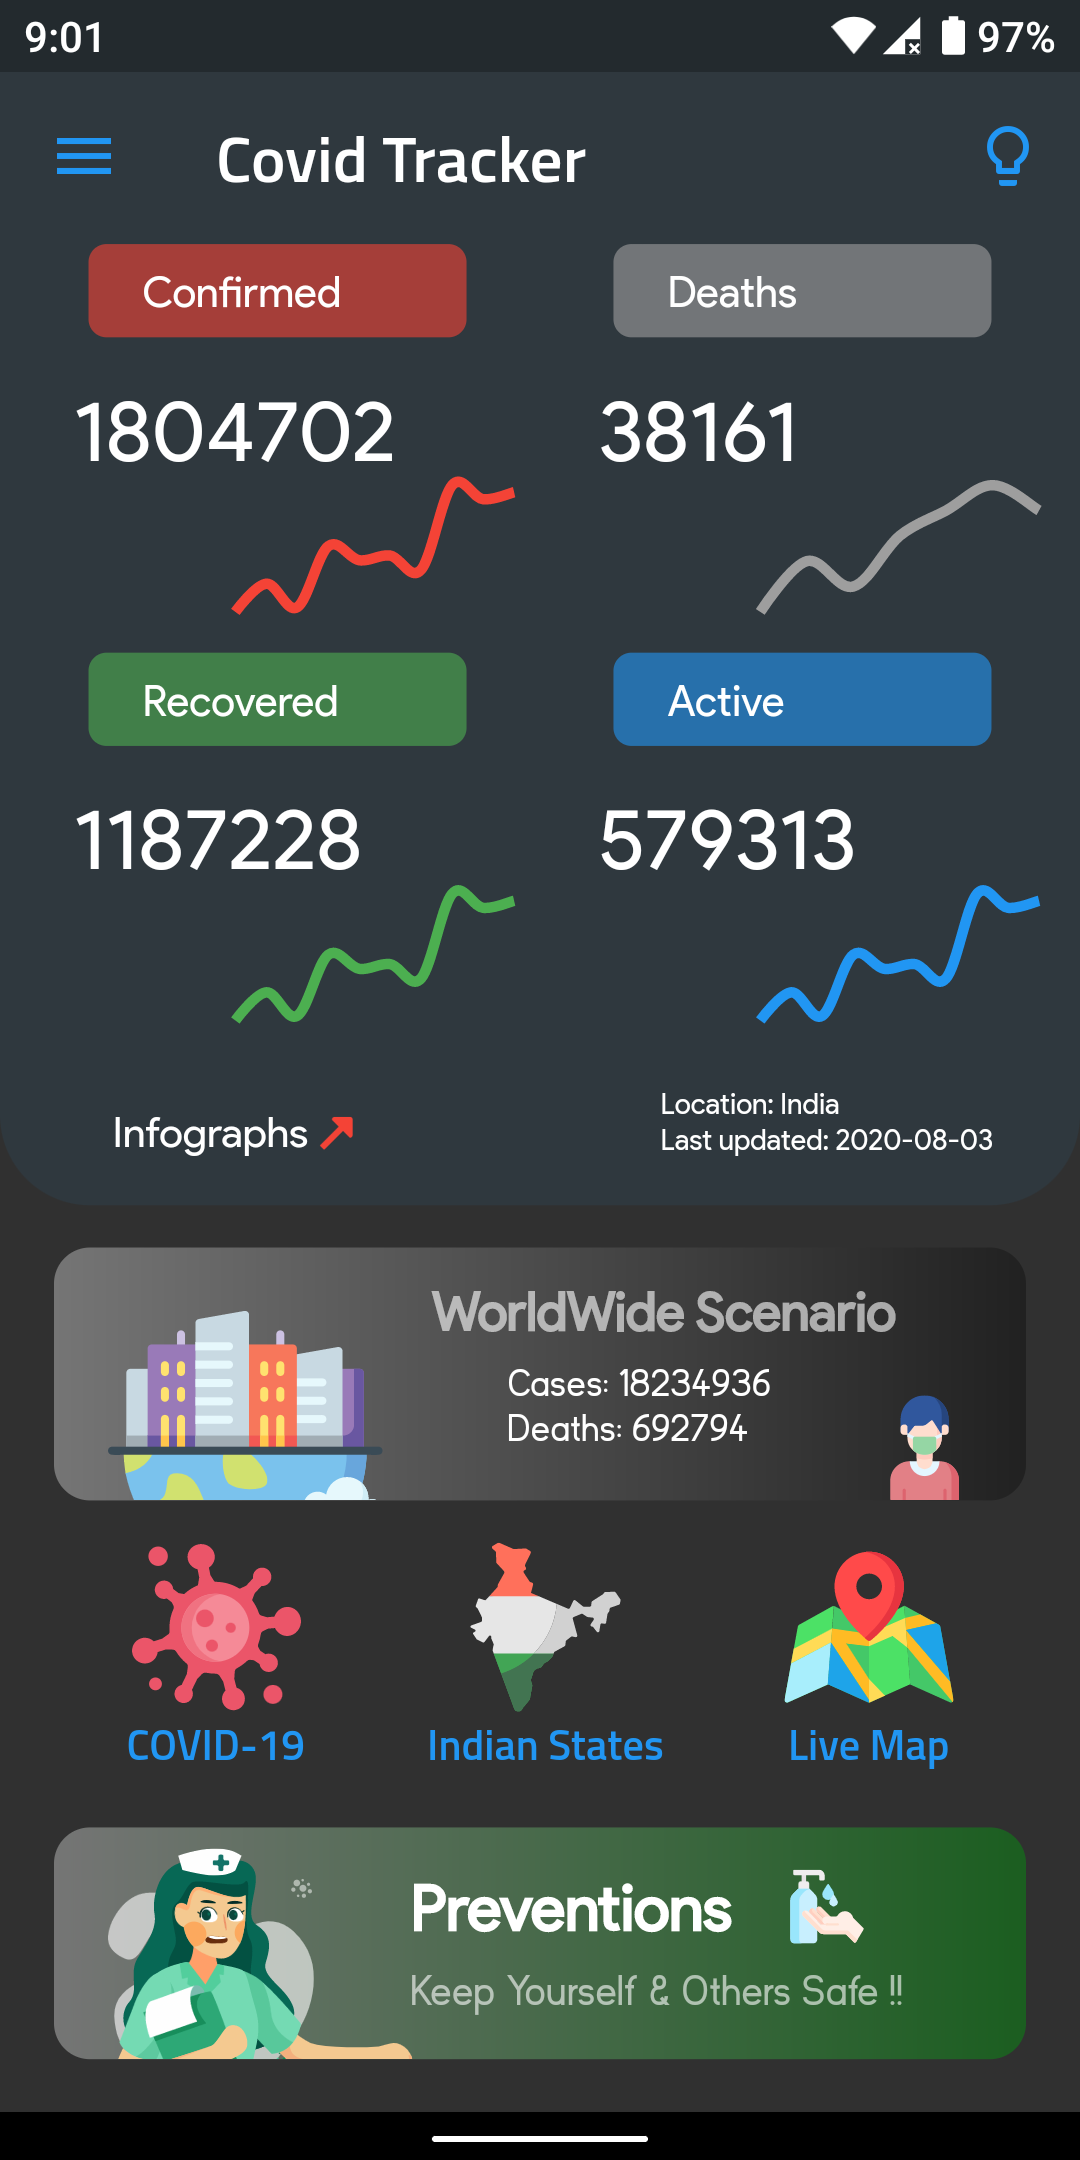 9:01
97%
Covid Tracker
Confirmed
Deaths
1804702
38161
Recovered
Active
1187228
579313
Infographs
Location: India
Last updated: 2020-08-03
WorldWide Scenario
Cases: 18234936
Deaths: 692794
COVID-19
Indian States
Live Map
Preventions
Keep Yourself & Others Safe !!